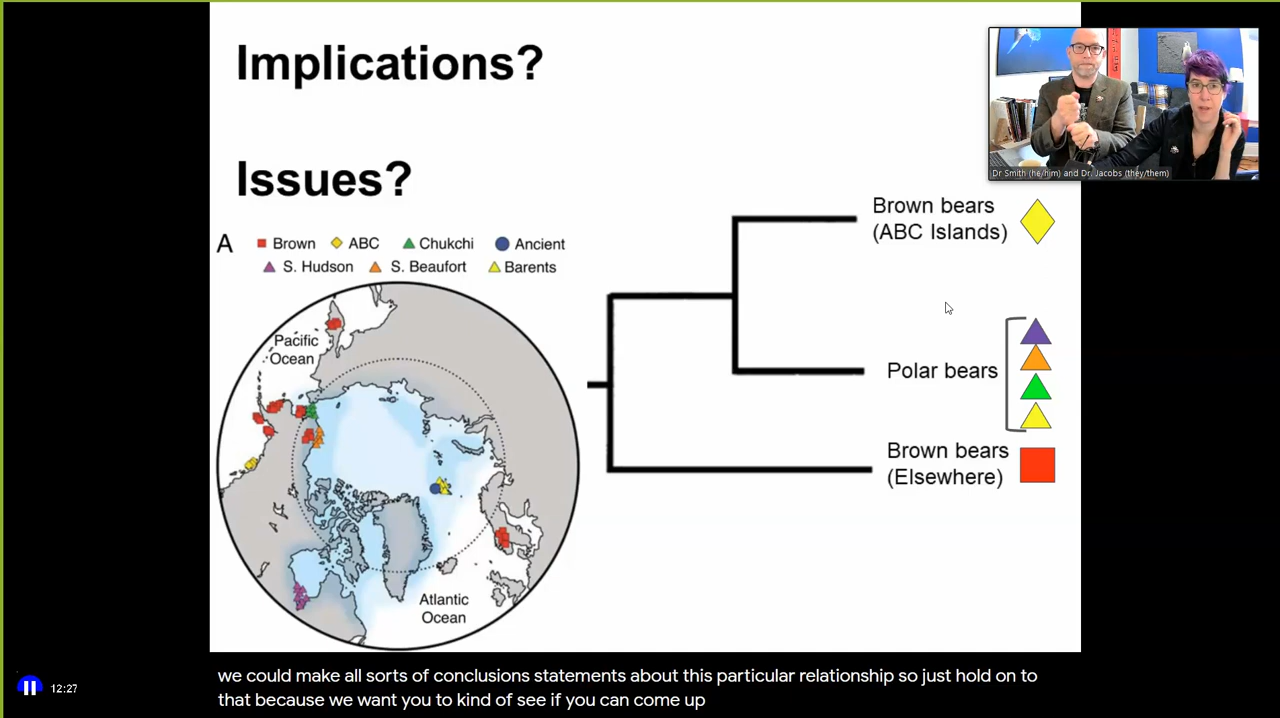 Implications?
Issues?
Dr Smith (he/him) and Dr. Jacobs (they/them)
A
Brown
ABC
Chukchi
Ancient
S. Hudson
S. Beaufort
Barents
Pacific
Ocean
Atlantic
Ocean
Brown bears
(ABC Islands)
Polar bears
Brown bears
(Elsewhere)
12:27
we could make all sorts of conclusions statements about this particular relationship so just hold on to
that because we want you to kind of see if you can come up